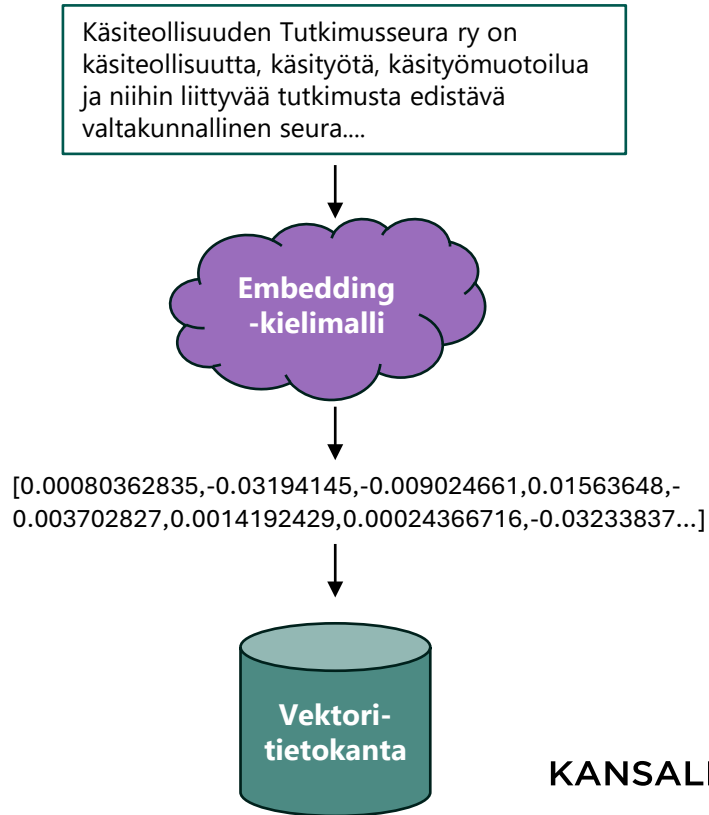 Käsiteollisuuden Tutkimusseura ry on
käsiteollisuutta, käsityötä, käsityömuotoilua
ja niihin liittyvää tutkimusta edistävä
valtakunnallinen seura....
Embedding
-kielimalli
[0.00080362835,-0.03194145,-0.009024661,0.01563648,-
0.003702827,0.0014192429,0.00024366716,-0.03233837...]
Vektori-
tietokanta